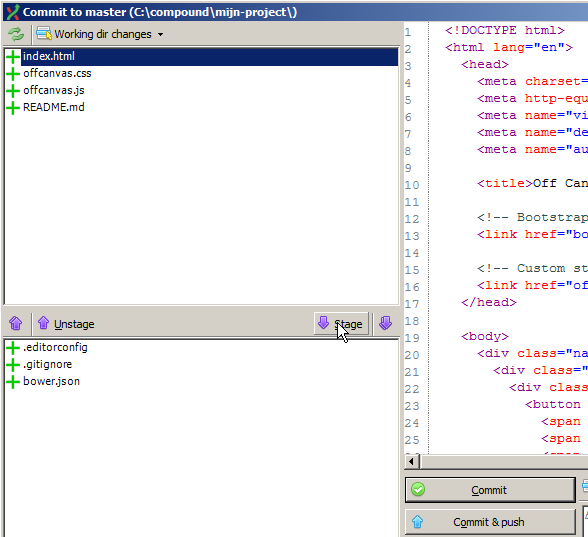 Commit to master (C:\compound\mijn-project\)
Working dir changes
index.html
offcanvas.css
offcanvas.js
README.md
Unstage
Stage
.editorconfig
.gitignore
bower.json
1 <!DOCTYPE html>
2 <html lang="en">
3 <head>
4 <meta charset=
5 <meta http-equ
6 <meta name="vi
7 <meta name="de
8 <meta name="au
9
10 <title>Off Can
11
12 <!-- Bootstrap
13 <link href="bo
14
15 <!-- Custom st
16 <link href="of
17 </head>
18
19 <body>
20 <div class="na
21 <div class="
22 <div class
23 <button
24 <span
25 <span
Commit
Commit & push